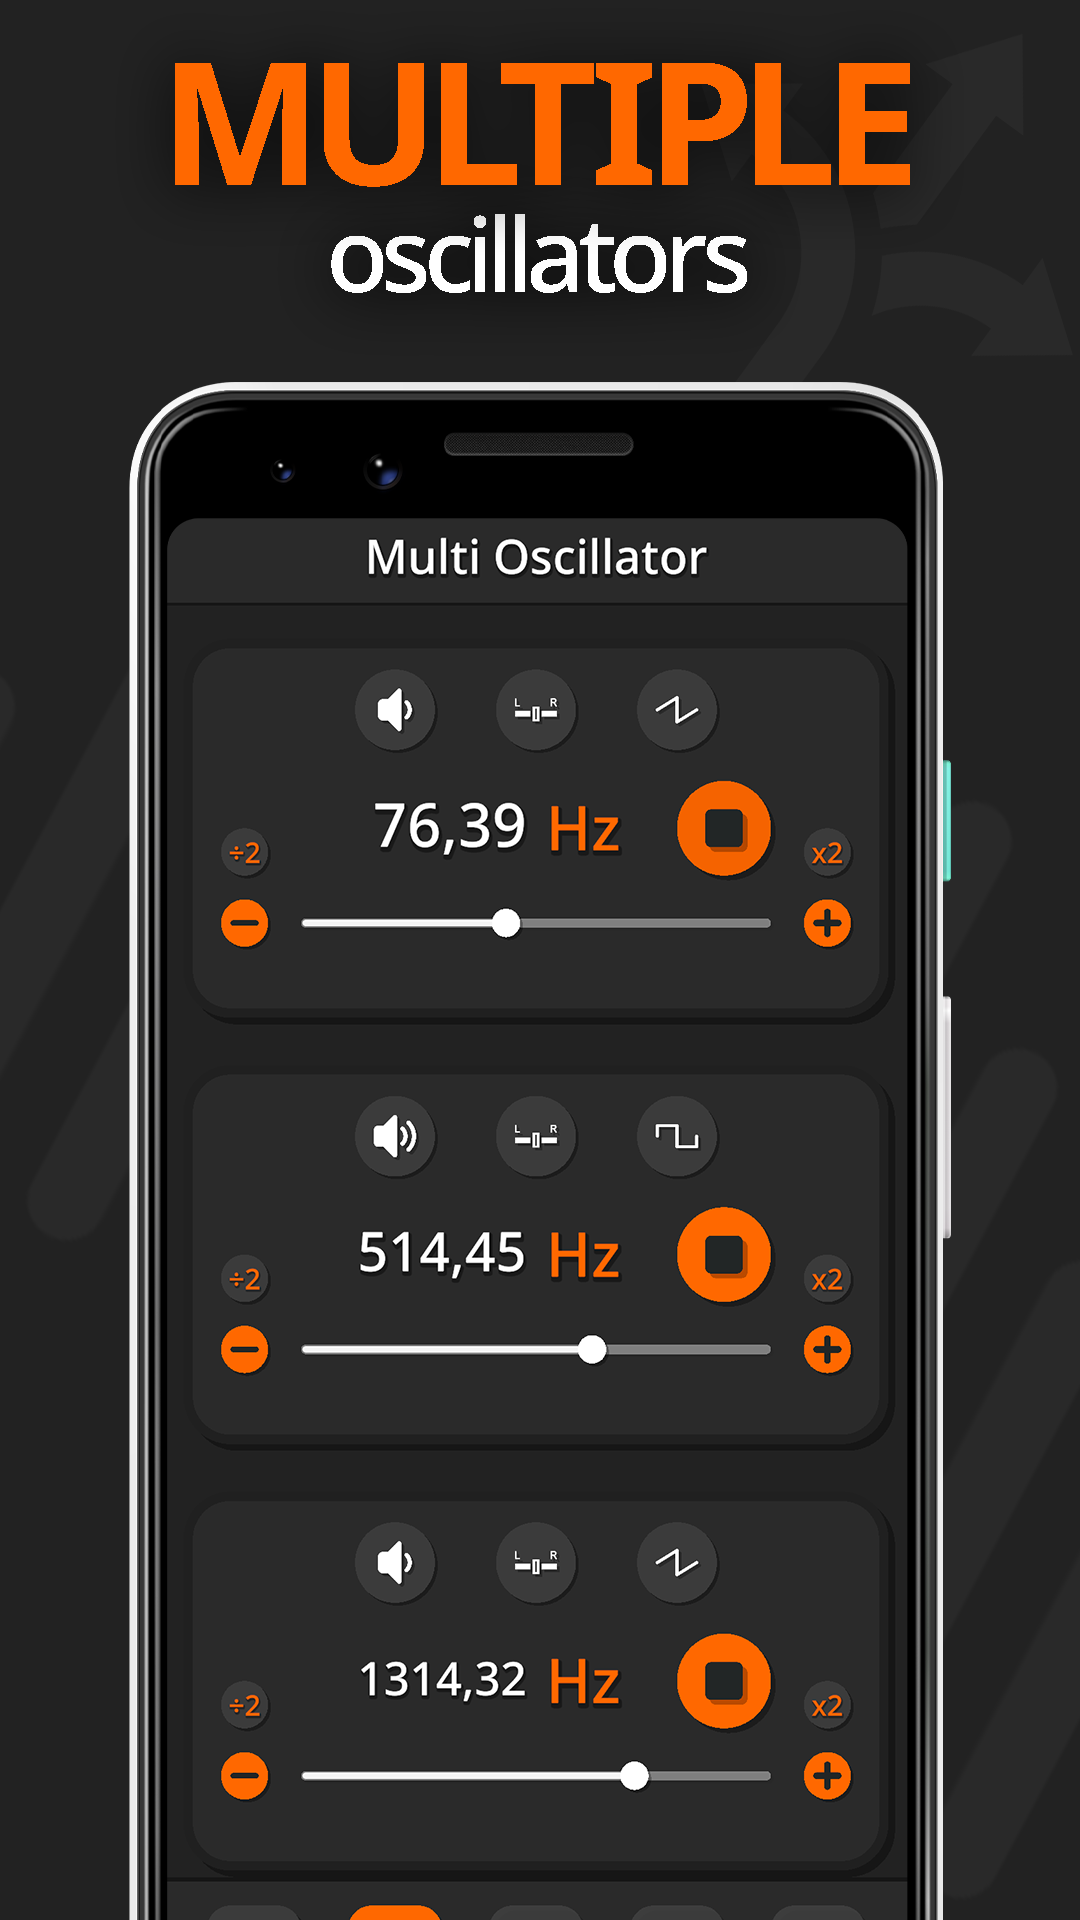 MULTIPLE
oscillators
Multi Oscillator
L R
76,39 Hz
÷2 x2
L R
514,45 Hz
÷2 x2
L R
1314,32 Hz
÷2 x2